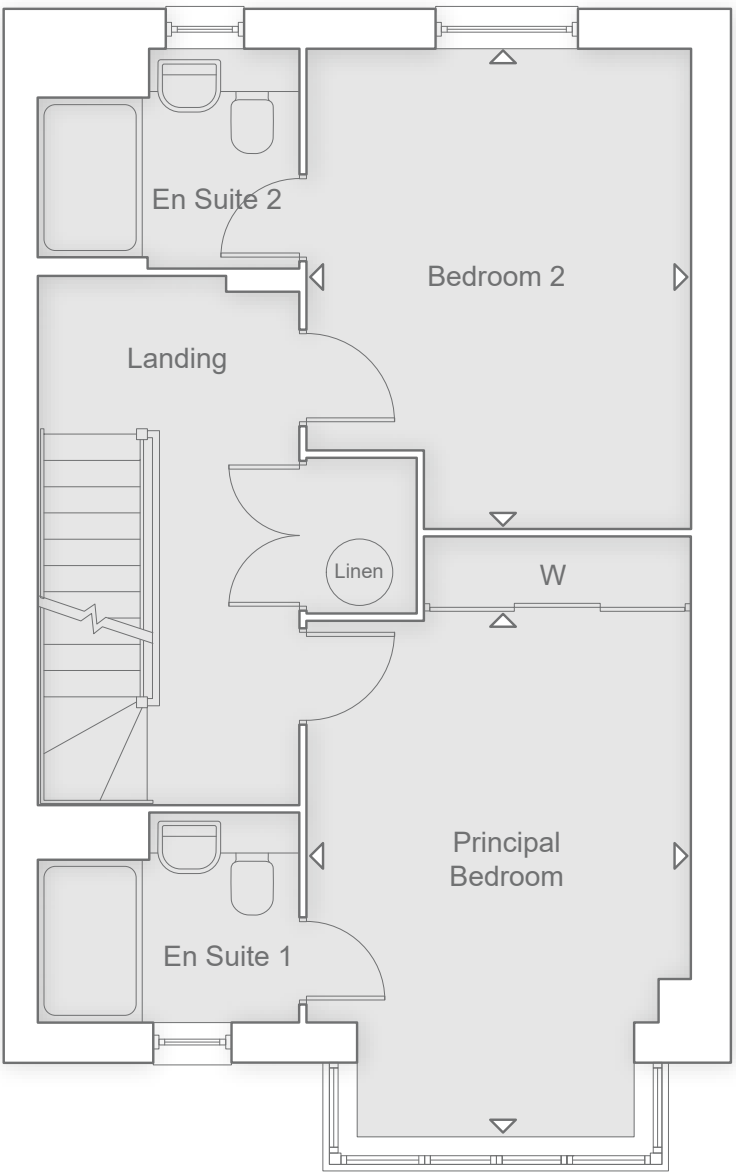 En Suite 2
Bedroom 2
Landing
Linen
W
Principal
Bedroom
En Suite 1